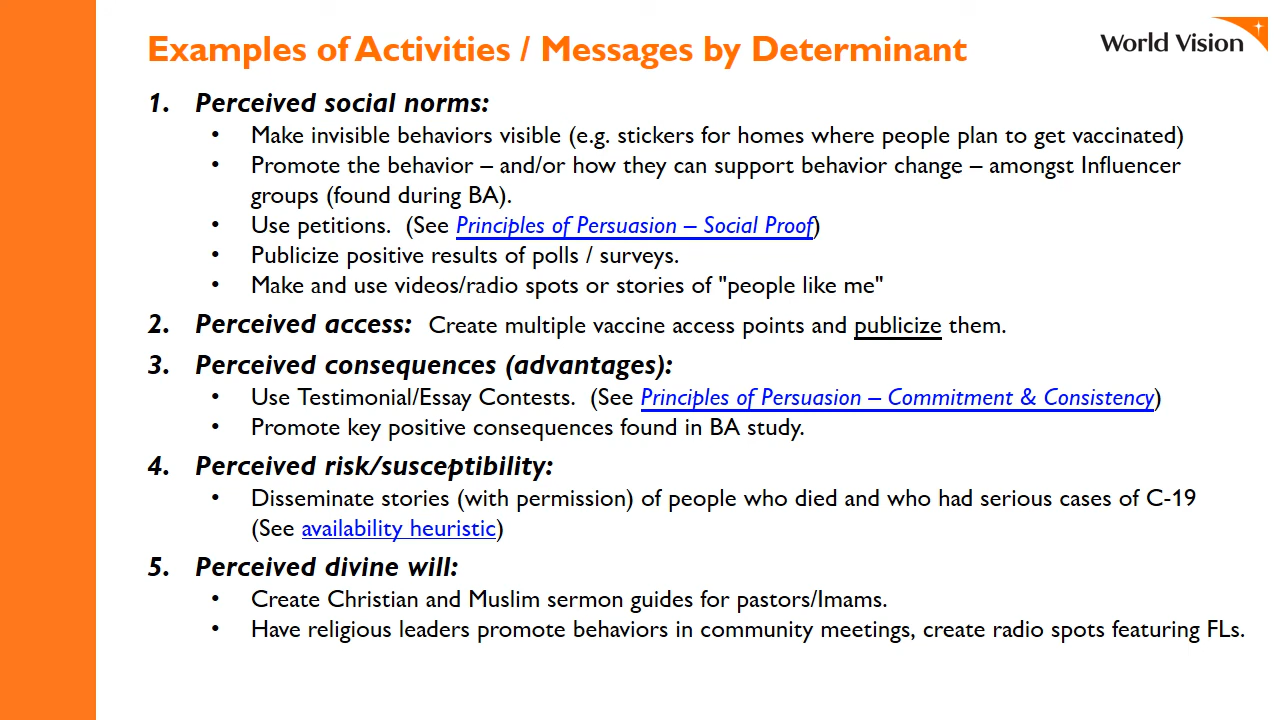 Examples of Activities / Messages by Determinant
World Vision
1. Perceived social norms:
• Make invisible behaviors visible (e.g. stickers for homes where people plan to get vaccinated)
• Promote the behavior – and/or how they can support behavior change – amongst Influencer
groups (found during BA).
• Use petitions. (See Principles of Persuasion – Social Proof)
• Publicize positive results of polls / surveys.
• Make and use videos/radio spots or stories of "people like me"
2. Perceived access: Create multiple vaccine access points and publicize them.
3. Perceived consequences (advantages):
• Use Testimonial/Essay Contests. (See Principles of Persuasion – Commitment & Consistency)
• Promote key positive consequences found in BA study.
4. Perceived risk/susceptibility:
• Disseminate stories (with permission) of people who died and who had serious cases of C-19
(See availability heuristic)
5. Perceived divine will:
• Create Christian and Muslim sermon guides for pastors/Imams.
• Have religious leaders promote behaviors in community meetings, create radio spots featuring FLs.